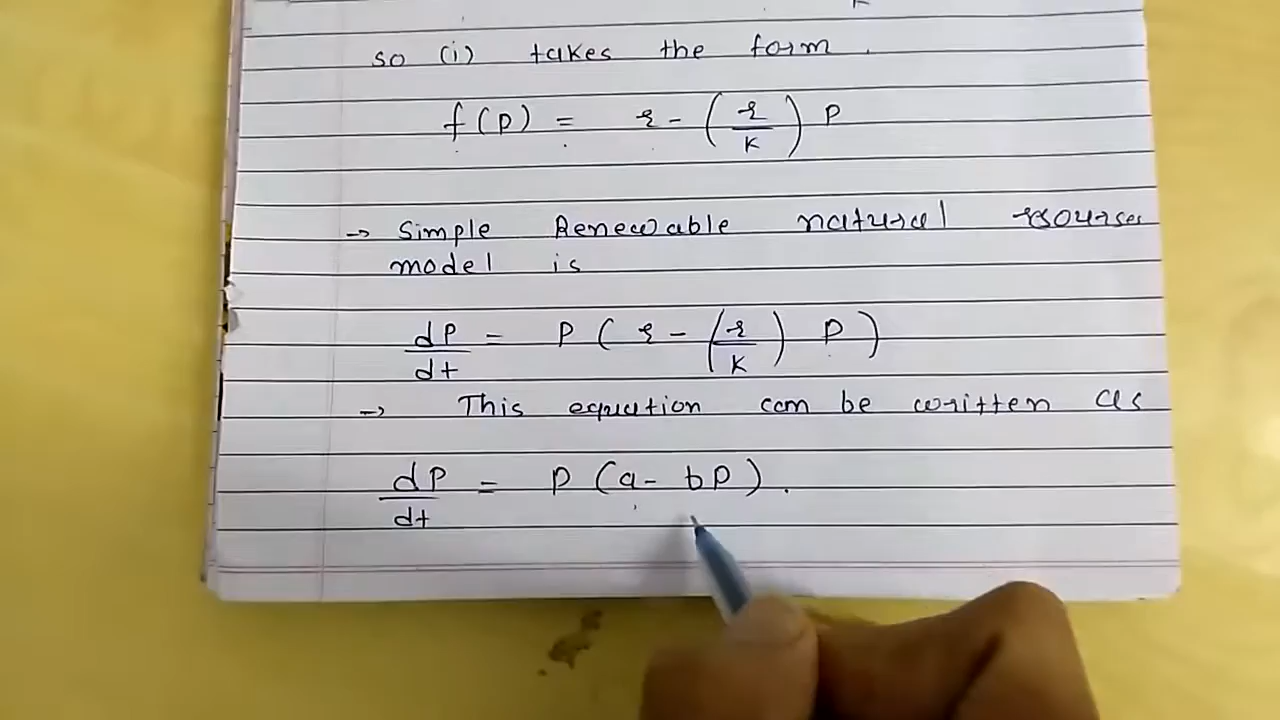 so (i) takes the form.
f(p) = r - (r/K) P
→ Simple Renewable natural rsourses
model is
dP/dt = P (r - (r/K) P)
→ This equation can be written as
dP/dt = P (a - bP).